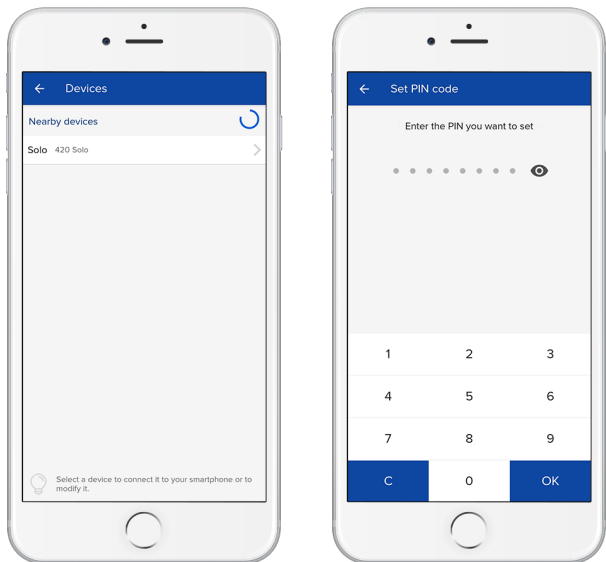 Devices
Nearby devices
Solo 420 Solo
Select a device to connect it to your smartphone or to
modify it.
Set PIN code
Enter the PIN you want to set
1 2 3
4 5 6
7 8 9
C 0 OK